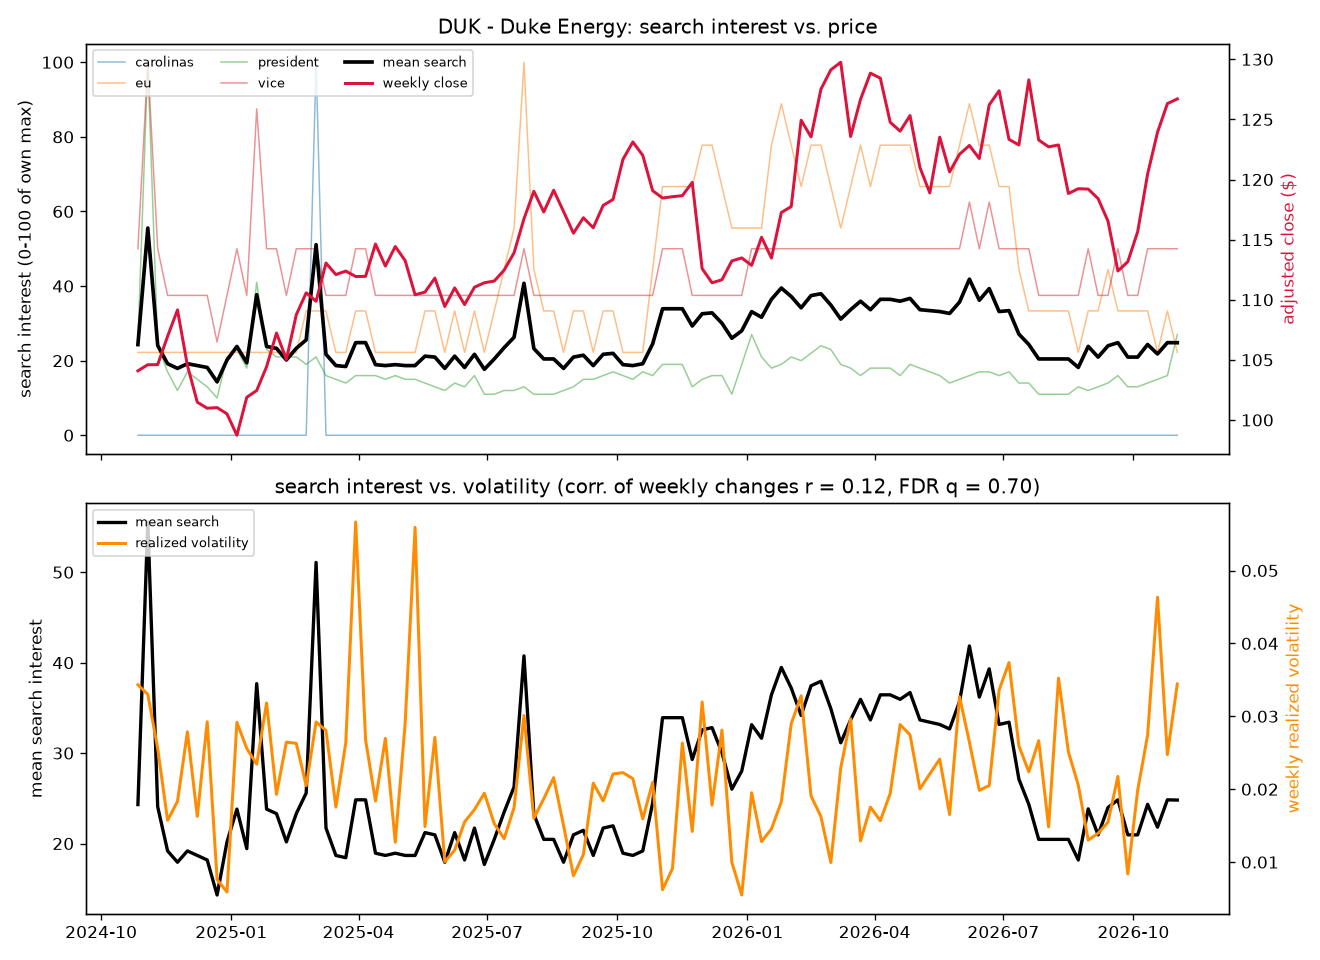 DUK - Duke Energy: search interest vs. price
carolinas
eu
president
vice
mean search
weekly close
search interest (0-100 of own max)
100
80
60
40
20
0
130
125
120
115
110
105
100
adjusted close ($)
search interest vs. volatility (corr. of weekly changes r = 0.12, FDR q = 0.70)
mean search
realized volatility
mean search interest
50
40
30
20
0.05
0.04
0.03
0.02
0.01
weekly realized volatility
2024-10
2025-01
2025-04
2025-07
2025-10
2026-01
2026-04
2026-07
2026-10